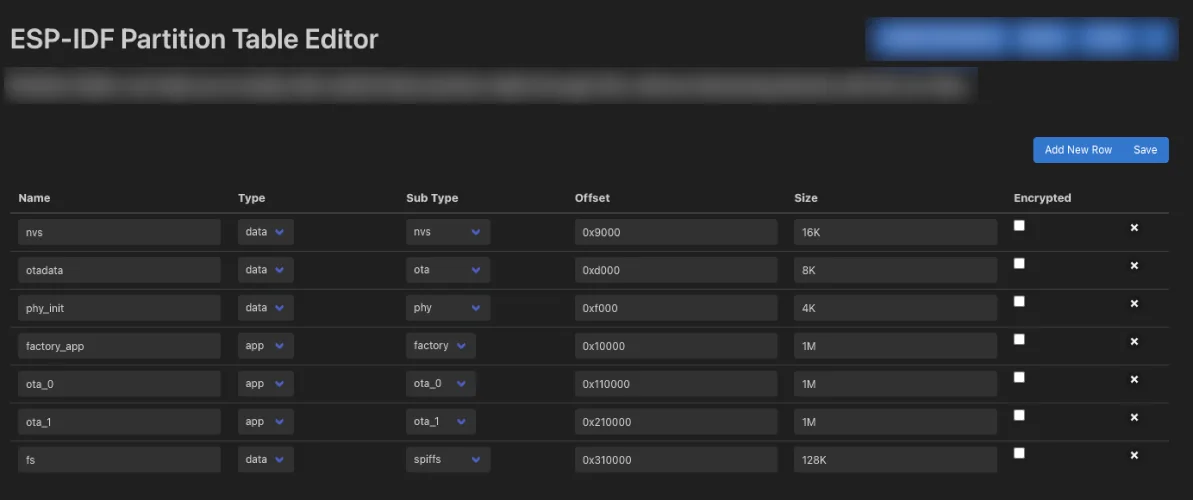 ESP-IDF Partition Table Editor
Add New Row Save
Name Type Sub Type Offset Size Encrypted
nvs data nvs 0x9000 16K
otadata data ota 0xd000 8K
phy_init data phy 0xf000 4K
factory_app app factory 0x10000 1M
ota_0 app ota_0 0x110000 1M
ota_1 app ota_1 0x210000 1M
fs data spiffs 0x310000 128K